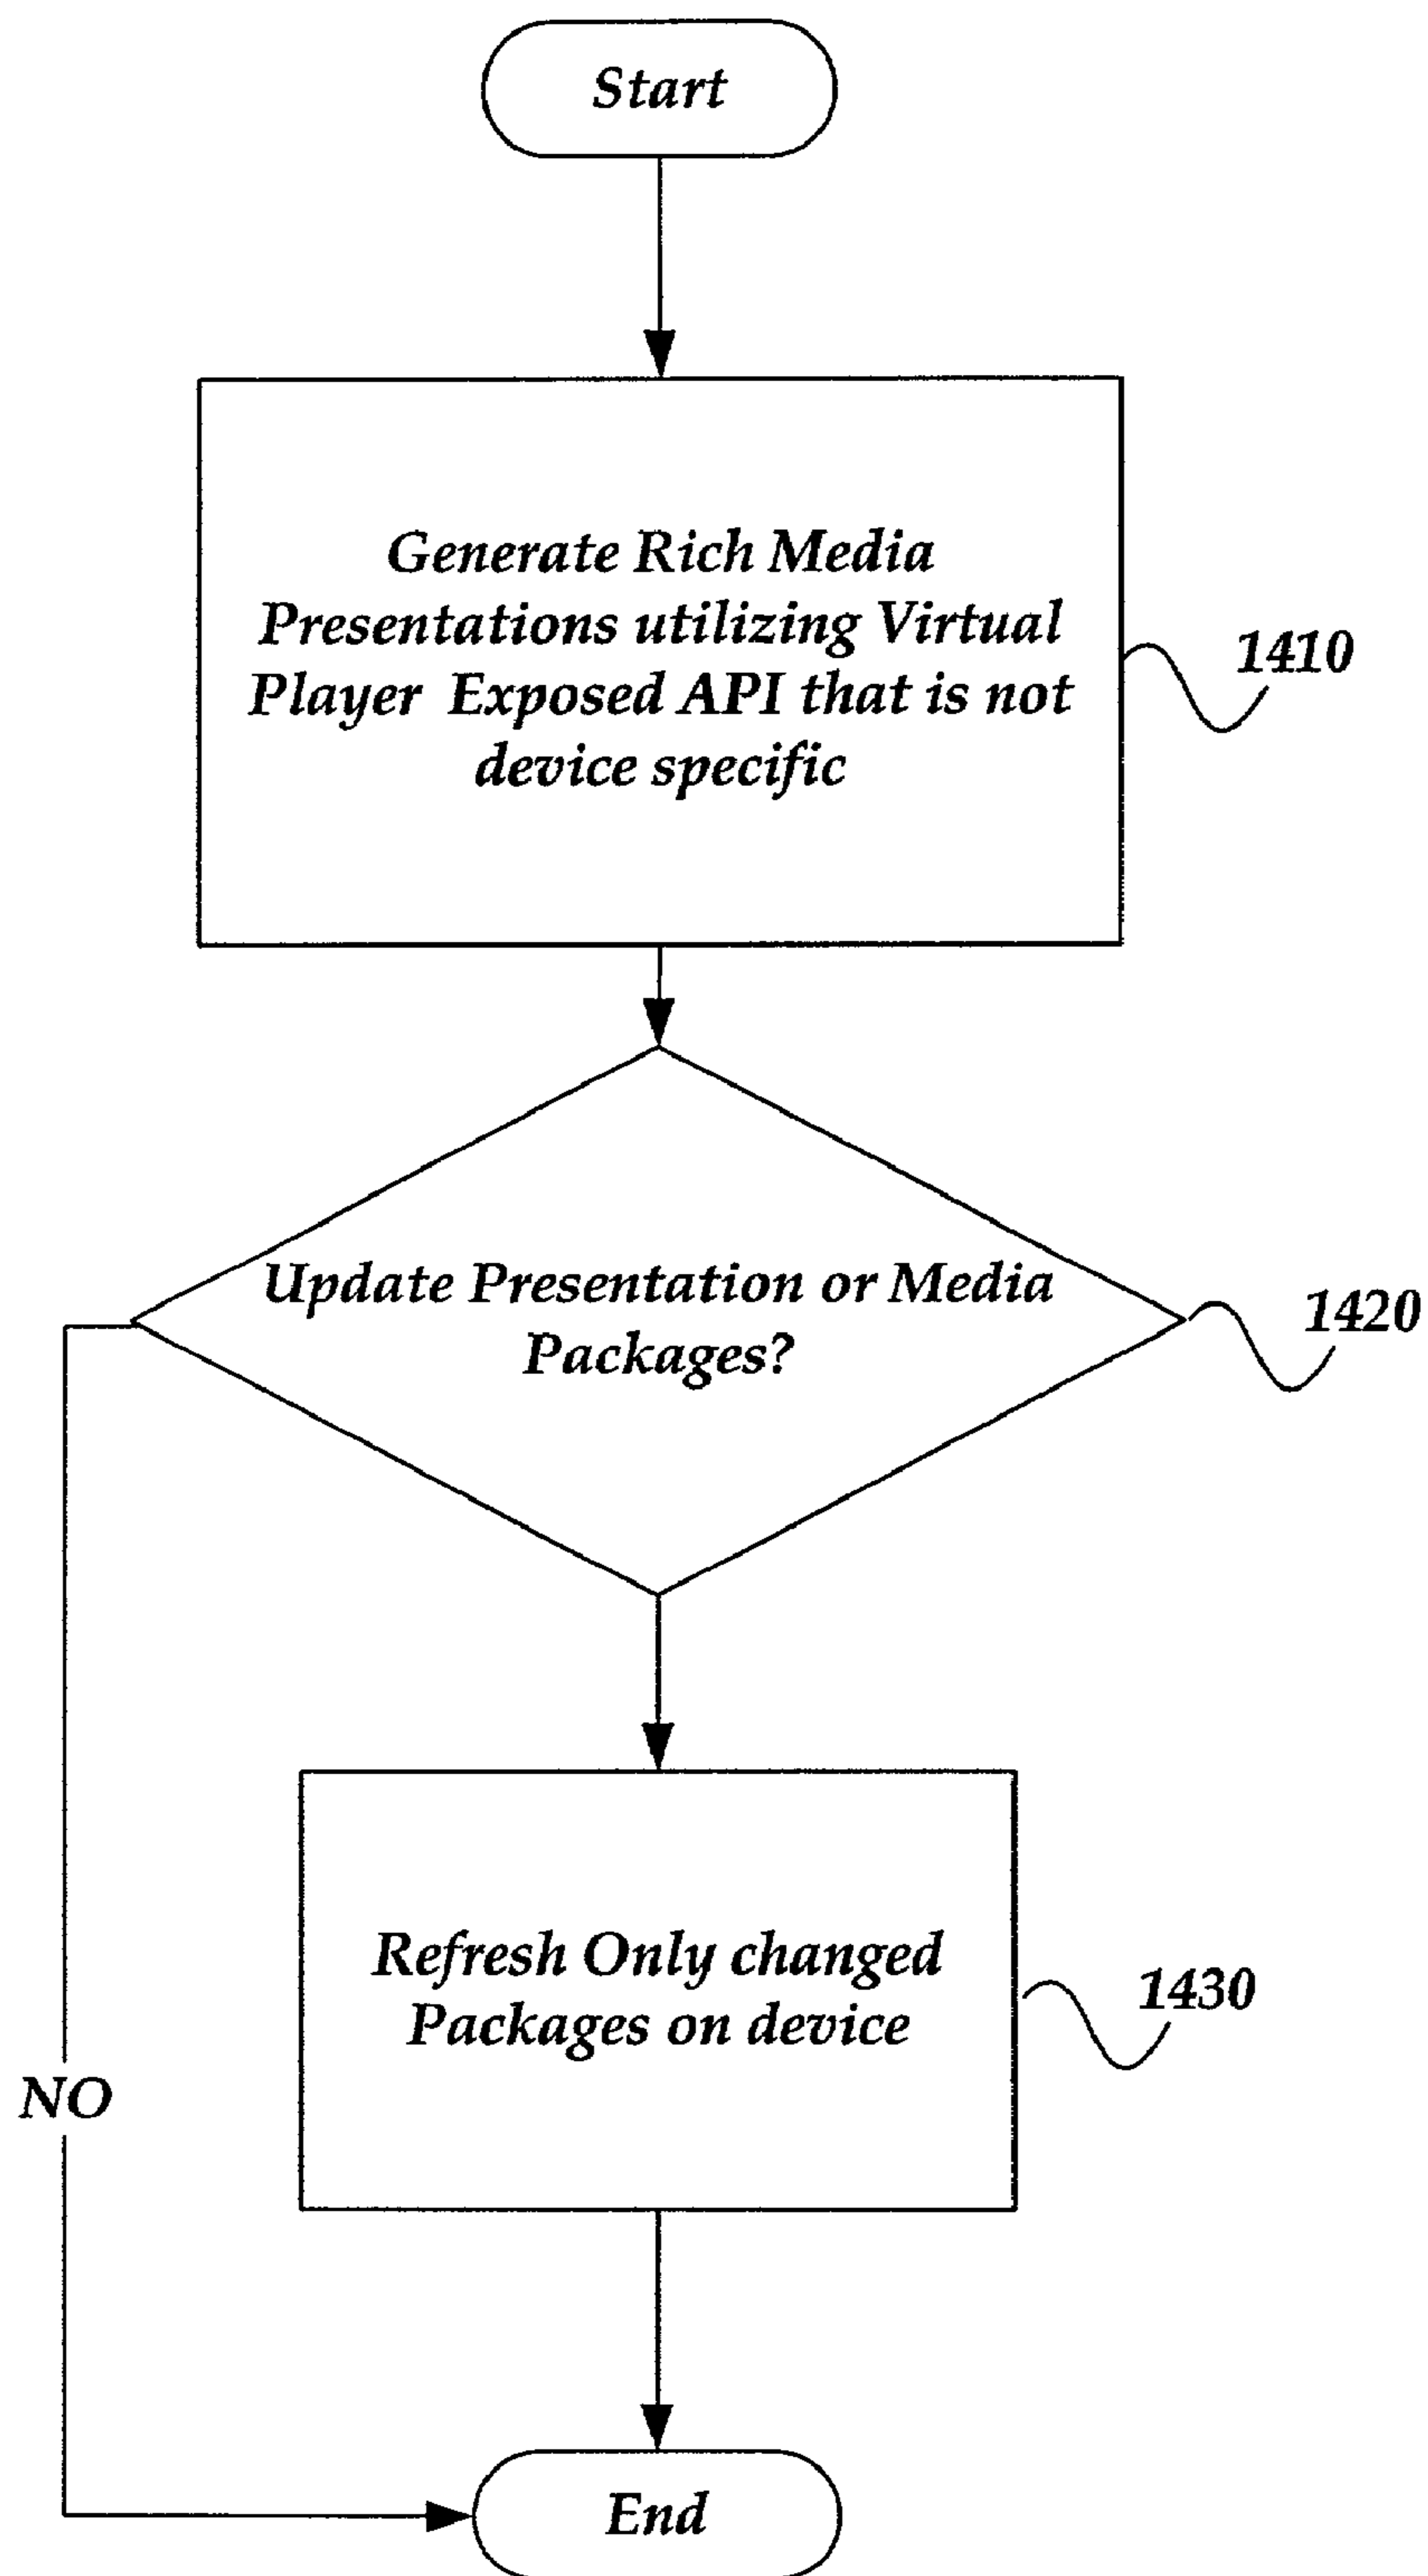 Start
Generate Rich Media
Presentations utilizing Virtual
Player Exposed API that is not
device specific
1410
Update Presentation or Media
Packages?
1420
Refresh Only changed
Packages on device
1430
NO
End